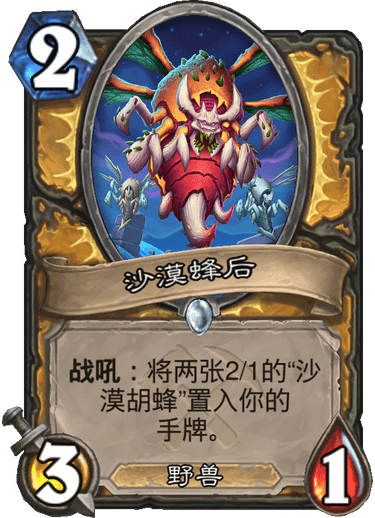 2
沙漠蜂后
战吼：将两张2/1的“沙
漠胡蜂”置入你的
手牌。
3
野兽
1